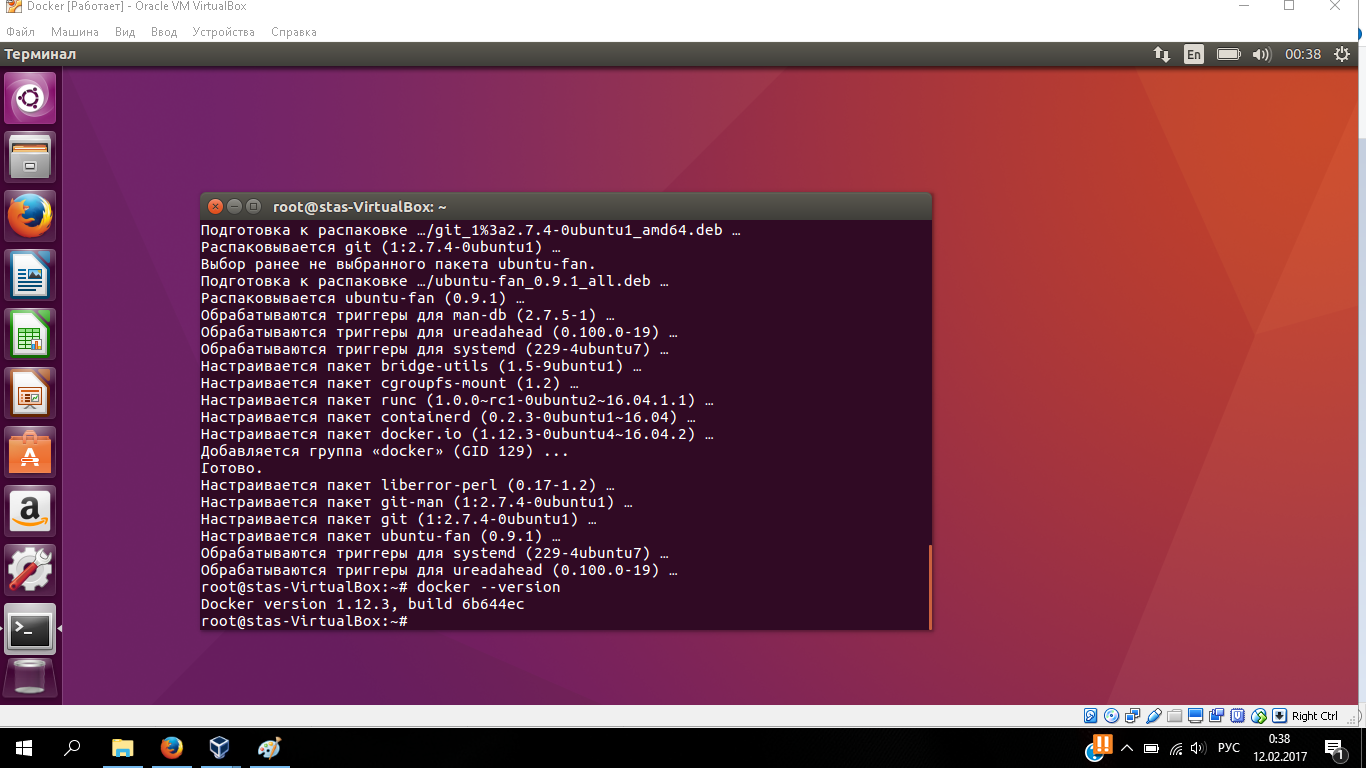 Docker [Работает] - Oracle VM VirtualBox
Файл Машина Вид Ввод Устройства Справка
Терминал En 00:38
root@stas-VirtualBox: ~
Подготовка к распаковке …/git_1%3a2.7.4-0ubuntu1_amd64.deb …
Распаковывается git (1:2.7.4-0ubuntu1) …
Выбор ранее не выбранного пакета ubuntu-fan.
Подготовка к распаковке …/ubuntu-fan_0.9.1_all.deb …
Распаковывается ubuntu-fan (0.9.1) …
Обрабатываются триггеры для man-db (2.7.5-1) …
Обрабатываются триггеры для ureadahead (0.100.0-19) …
Обрабатываются триггеры для systemd (229-4ubuntu7) …
Настраивается пакет bridge-utils (1.5-9ubuntu1) …
Настраивается пакет cgroupfs-mount (1.2) …
Настраивается пакет runc (1.0.0~rc1-0ubuntu2~16.04.1.1) …
Настраивается пакет containerd (0.2.3-0ubuntu1~16.04) …
Настраивается пакет docker.io (1.12.3-0ubuntu4~16.04.2) …
Добавляется группа «docker» (GID 129) ...
Готово.
Настраивается пакет liberror-perl (0.17-1.2) …
Настраивается пакет git-man (1:2.7.4-0ubuntu1) …
Настраивается пакет git (1:2.7.4-0ubuntu1) …
Настраивается пакет ubuntu-fan (0.9.1) …
Обрабатываются триггеры для systemd (229-4ubuntu7) …
Обрабатываются триггеры для ureadahead (0.100.0-19) …
root@stas-VirtualBox:~# docker --version
Docker version 1.12.3, build 6b644ec
root@stas-VirtualBox:~#
Right Ctrl
РУС 0:38
12.02.2017 1